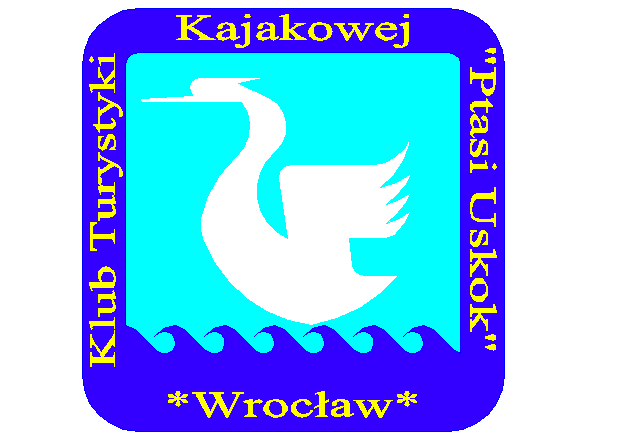 Klub Turystyki
Kajakowej
"Ptasi Uskok"
*Wrocław*